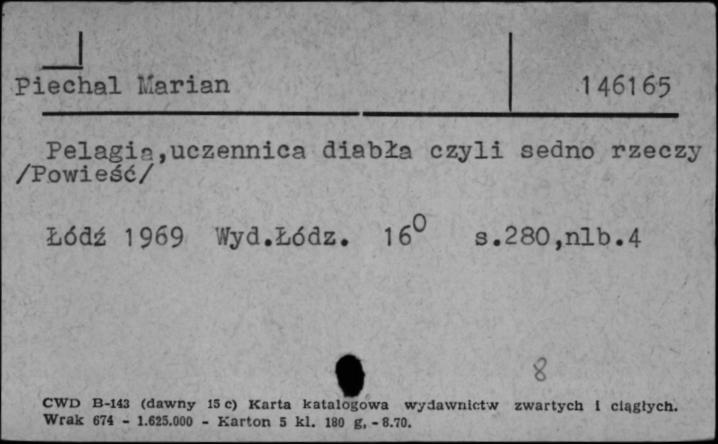 Piechal Marian 146165
Pelagia,uczennica diabła czyli sedno rzeczy
/Powieść/
Łódź 1969 Wyd.Łódz. 16⁰ s.280,nlb.4
8
CWD B-143 (dawny 15 c) Karta katalogowa wydawnictw zwartych i ciągłych.
Wrak 674 - 1.625.000 - Karton 5 kl. 180 g, - 8.70.